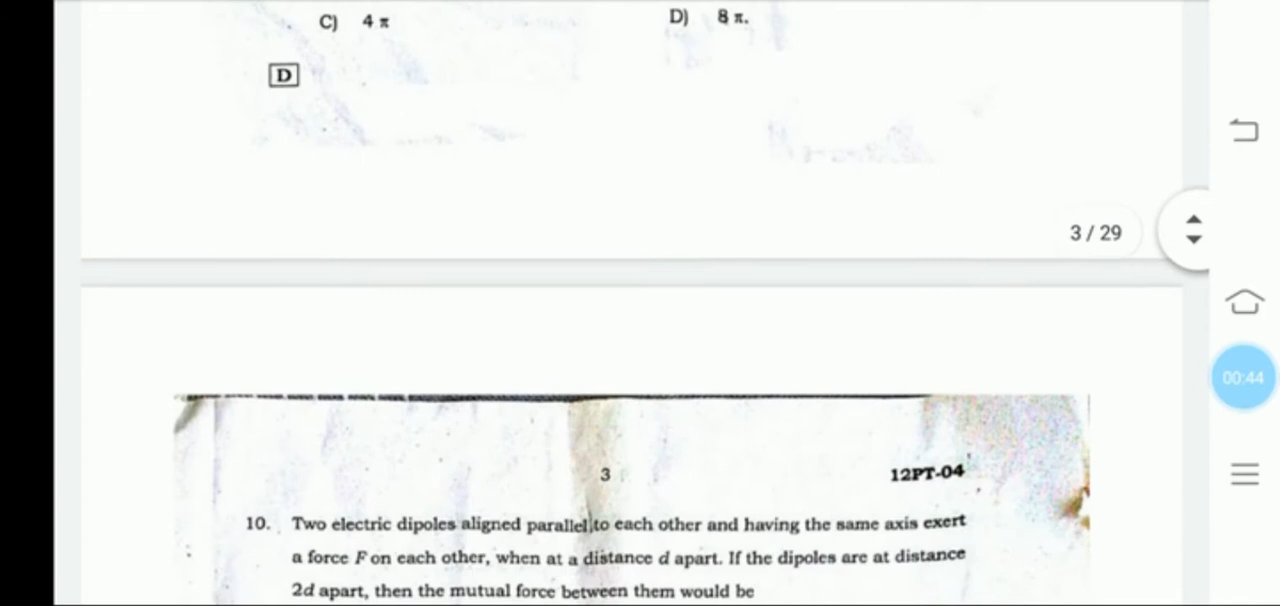 C) 4 π D) 8 π.
D
3 / 29
00:44
3 12PT-04
10. Two electric dipoles aligned parallel to each other and having the same axis exert
a force F on each other, when at a distance d apart. If the dipoles are at distance
2d apart, then the mutual force between them would be